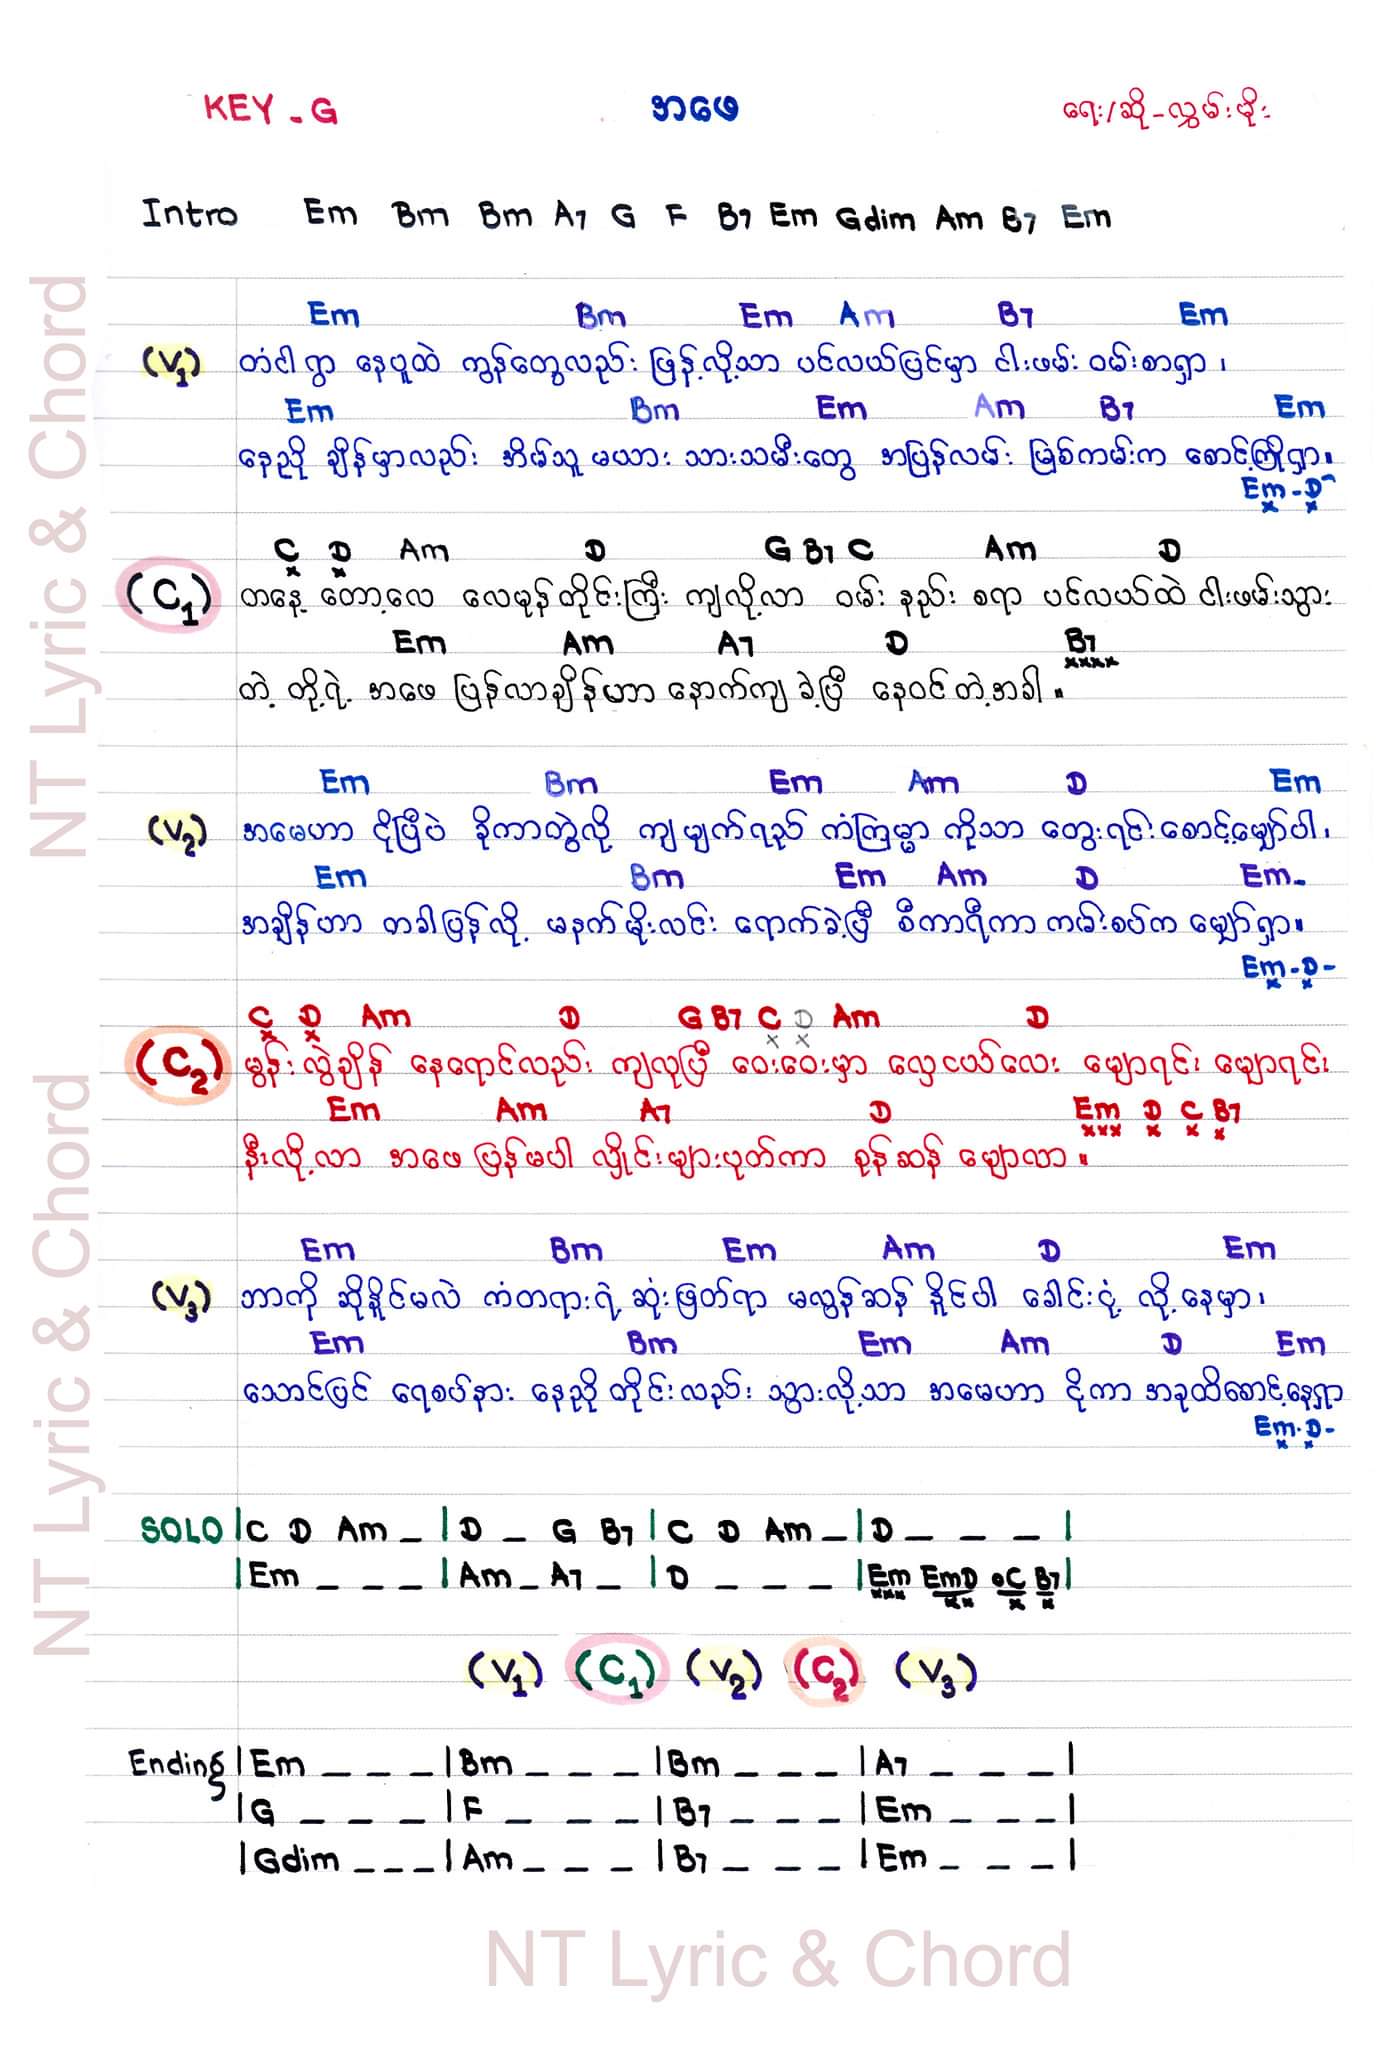 KEY - G အဖေ ရေး/ဆို - လွှမ်းမိုး
Intro Em Bm Bm A7 G F B7 Em Gdim Am B7 Em
Em Bm Em Am B7 Em
(V1) တံငါရွာ နေပူထဲ ကွန်တွေလည်း ဖြန့်လို့သာ ပင်လယ်ပြင်မှာ ငါးဖမ်း ဝမ်းစာရှာ ၊
Em Bm Em Am B7 Em
နေညို ချိန်မှာလည်း အိမ်သူ မယား သားသမီးတွေ အပြန်လမ်း မြစ်ကမ်းက စောင့်ကြိုရှာ ။
Em - D -
C D Am D G B7 C Am D
(C1) တနေ့ တော့လေ လေမုန်တိုင်းကြီး ကျလို့လာ ဝမ်း နည်း စရာ ပင်လယ်ထဲ ငါးဖမ်းသွား
Em Am A7 D B7
တဲ့ တို့ရဲ့ အဖေ ပြန်လာချိန်ဟာ နောက်ကျ ခဲ့ပြီ နေဝင်တဲ့အခါ ။
Em Bm Em Am D Em
(V2) အမေဟာ ငိုပြီပဲ ခိုကာတွဲလို့ ကျ မျက်ရည် ကံကြမ္မာ ကိုသာ တွေးရင်း စောင့်မျှော်ပါ ၊
Em Bm Em Am D Em -
အချိန်ဟာ တခါပြန်လို့ မနက်မိုးလင်း ရောက်ခဲ့ပြီ စီကာရီကာ ကမ်းစပ်က မျှော်ရှာ ။
Em - D -
C D Am D G B7 C D Am D
(C2) မွန်းလွဲချိန် နေရောင်လည်း ကျလုပြီ ဝေးဝေးမှာ လှေငယ်လေး မျောရင်း မျောရင်း
Em Am A7 D Em D C B7
နီးလို့လာ အဖေ ပြန်မပါ လှိုင်းများပုတ်ကာ စုန်ဆန် မျောလာ ။
Em Bm Em Am D Em
(V3) ဘာကို ဆိုနိူင်မလဲ ကံတရားရဲ့ ဆုံးဖြတ်ရာ မလွန်ဆန် နိူင်ပါ ခေါင်းငုံ့ လို့နေမှာ ၊
Em Bm Em Am D Em
သောင်ပြင် ရေစပ်နား နေညို တိုင်းလည်း သွားလို့သာ အမေဟာ ငိုကာ အခုထိစောင့်နေရှာ
Em - D -
SOLO | C D Am _ | D _ G B7 | C D Am _ | D _ _ _ |
| Em _ _ _ | Am _ A7 _ | D _ _ _ | Em EmD •C B7 |
(V1) (C1) (V2) (C2) (V3)
Ending | Em _ _ _ | Bm _ _ _ | Bm _ _ _ | A7 _ _ _ |
| G _ _ _ | F _ _ _ | B7 _ _ _ | Em _ _ _ |
| Gdim _ _ _ | Am _ _ _ | B7 _ _ _ | Em _ _ _ |
NT Lyric & Chord
NT Lyric & Chord
NT Lyric & Chord